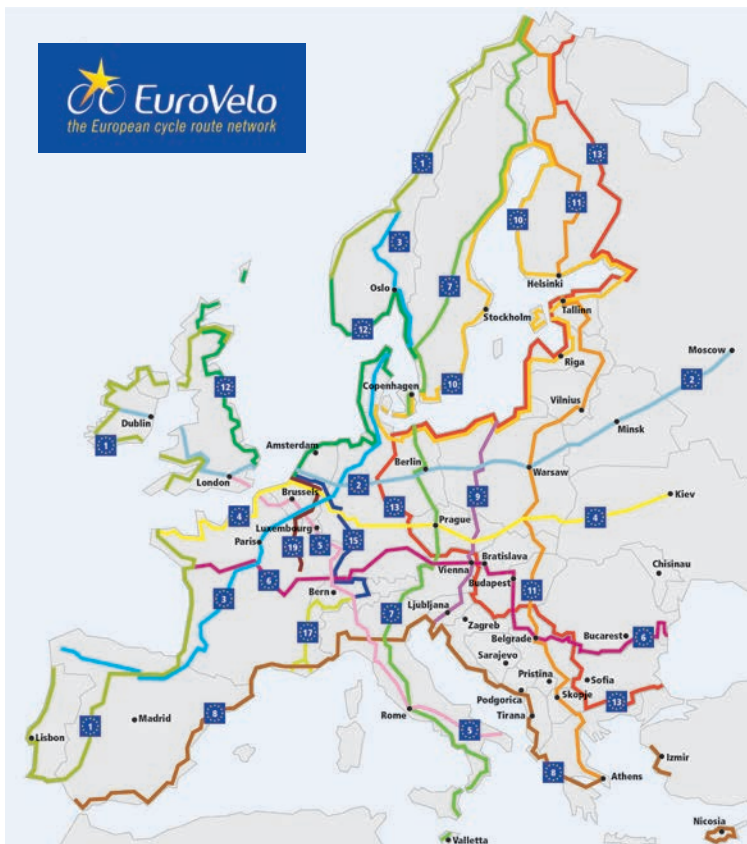 EuroVelo
the European cycle route network
1
13
11
3
10
Oslo
7
Helsinki
Tallinn
Stockholm
12
Moscow
Riga
2
12
10
Copenhagen
Vilnius
Dublin
Minsk
1
Amsterdam
Berlin
Warsaw
London
2
Brussels
9
Kiev
4
13
4
Luxembourg
Prague
Paris
19
5
15
Vienna
Bratislava
Chisinau
6
Budapest
3
Bern
11
7
Ljubljana
17
Zagreb
Bucarest
6
Belgrade
Sarajevo
Pristina
Sofia
Podgorica
Skopje
13
Madrid
8
Rome
Tirana
1
5
Lisbon
Izmir
8
Athens
Nicosia
Valletta